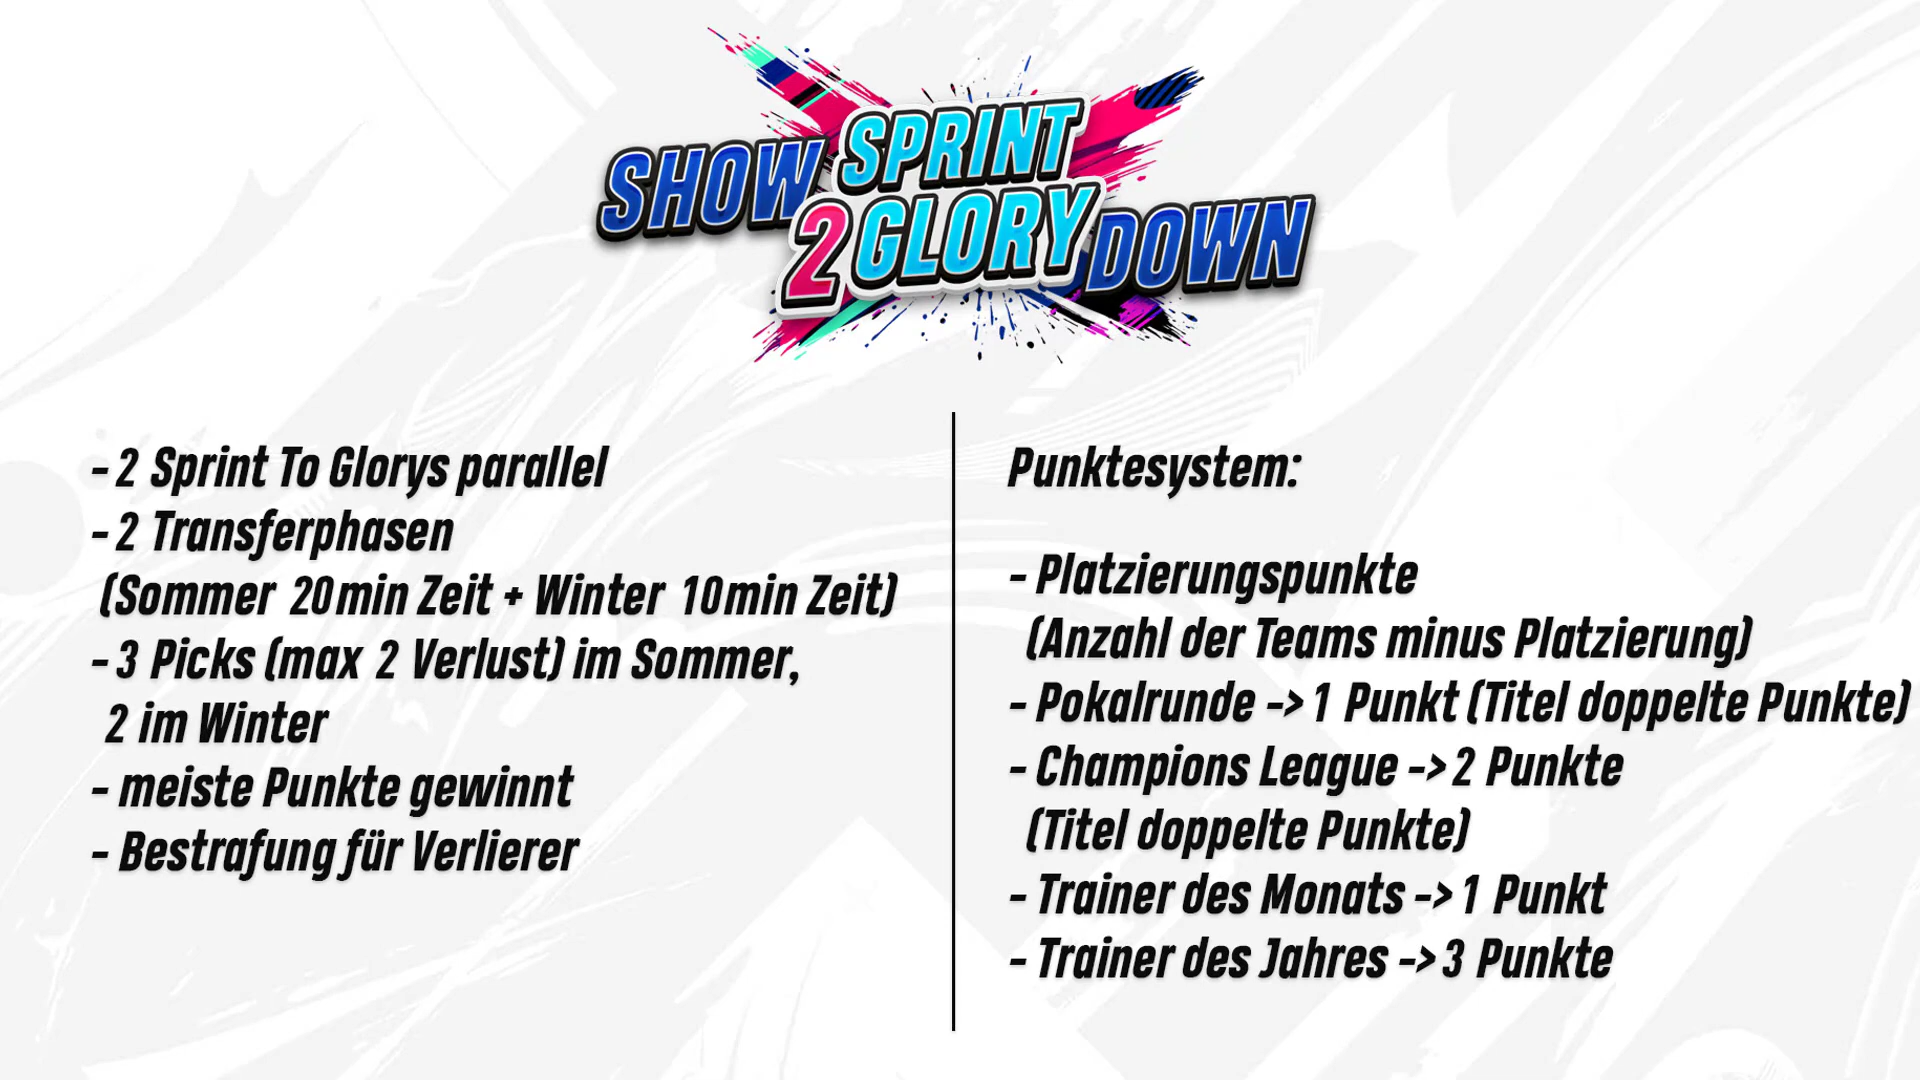 SHOW SPRINT
2 GLORY DOWN
- 2 Sprint To Glorys parallel
- 2 Transferphasen
(Sommer 20min Zeit + Winter 10min Zeit)
- 3 Picks (max 2 Verlust) im Sommer,
2 im Winter
- meiste Punkte gewinnt
- Bestrafung für Verlierer
Punktesystem:
- Platzierungspunkte
(Anzahl der Teams minus Platzierung)
- Pokalrunde -> 1 Punkt (Titel doppelte Punkte)
- Champions League -> 2 Punkte
(Titel doppelte Punkte)
- Trainer des Monats -> 1 Punkt
- Trainer des Jahres -> 3 Punkte